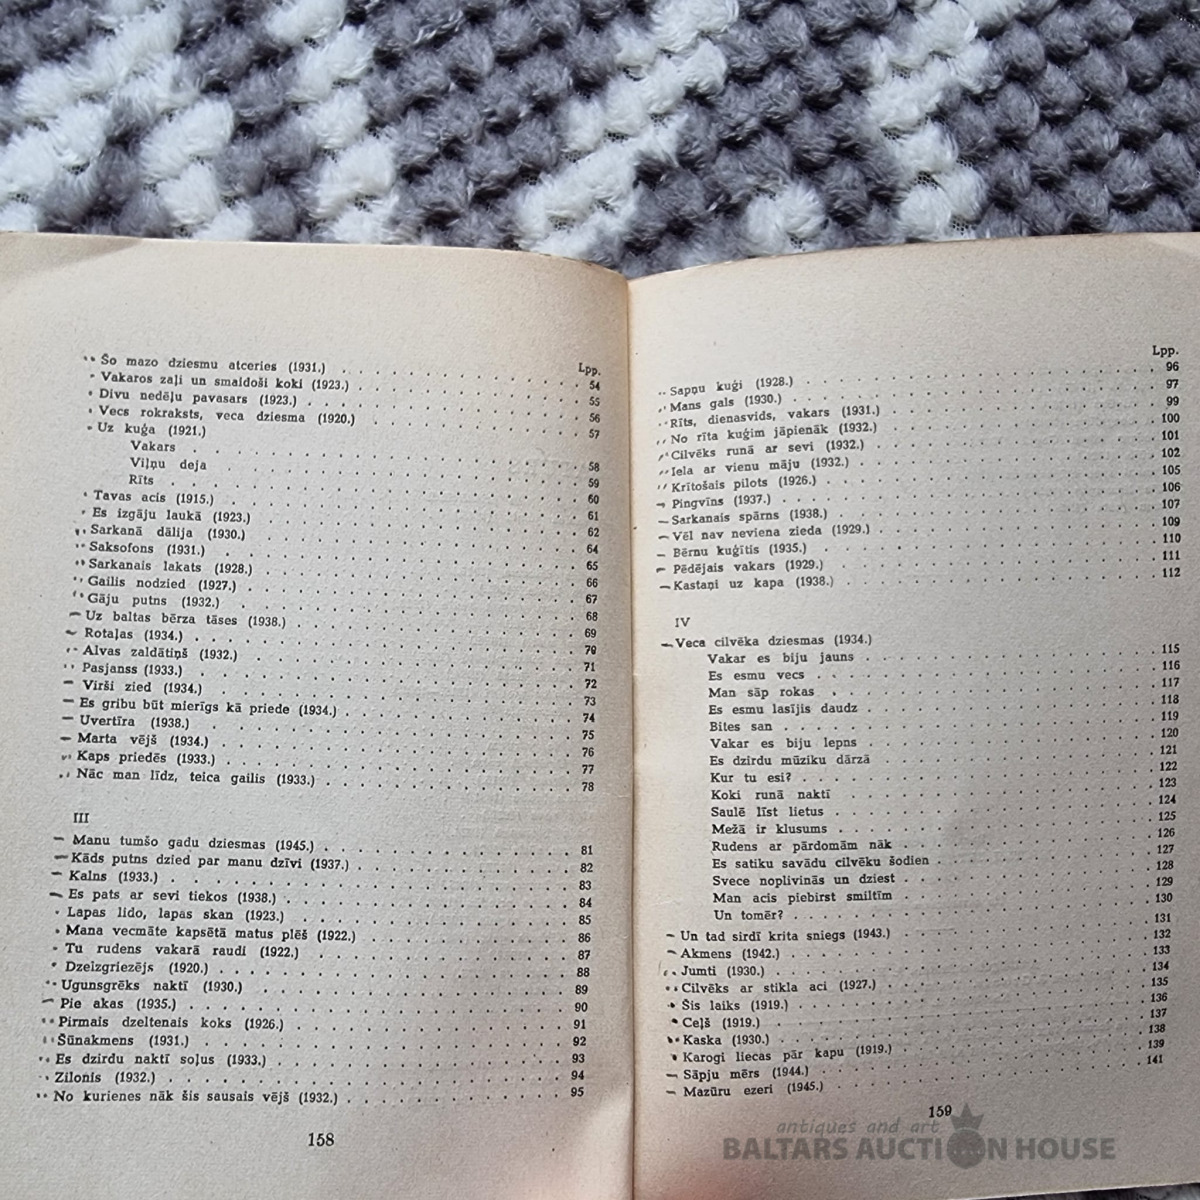 Lpp.
Šo mazo dziesmu atceries (1931.) 54
Vakaros zaļi un smaidoši koki (1923.) 55
Divu nedēļu pavasars (1923.) 56
Vecs rokraksts, veca dziesma (1920.) 57
Uz kuģa (1921.)
Vakars 58
Viļņu deja 59
Rīts 60
Tavas acis (1915.) 61
Es izgāju laukā (1923.) 62
Sarkanā dālija (1930.) 64
Saksofons (1931.) 65
Sarkanais lakats (1928.) 66
Gailis nodzied (1927.) 67
Gāju putns (1932.) 68
Uz baltas bērza tāses (1938.) 69
Rotaļas (1934.) 70
Alvas zaldātiņš (1932.) 71
Pasjanss (1933.) 72
Virši zied (1934.) 73
Es gribu būt mierīgs kā priede (1934.) 74
Uvertīra (1938.) 75
Marta vējš (1934.) 76
Kaps priedēs (1933.) 77
Nāc man līdz, teica gailis (1933.) 78
III
Manu tumšo gadu dziesmas (1945.) 81
Kāds putns dzied par manu dzīvi (1937.) 82
Kalns (1933.) 83
Es pats ar sevi tiekos (1938.) 84
Lapas lido, lapas skan (1923.) 85
Mana vecmāte kapsētā matus plēš (1922.) 86
Tu rudens vakarā raudi (1922.) 87
Dzeizgriezējs (1920.) 88
Ugunsgrēks naktī (1930.) 89
Pie akas (1935.) 90
Pirmais dzeltenais koks (1926.) 91
Šūnakmens (1931.) 92
Es dzirdu naktī soļus (1933.) 93
Zilonis (1932.) 94
No kurienes nāk šis sausais vējš (1932.) 95
158
Lpp.
Sapņu kuģi (1928.) 96
Mans gals (1930.) 97
Rīts, dienasvids, vakars (1931.) 99
No rīta kuģim jāpienāk (1932.) 100
Cilvēks runā ar sevi (1932.) 101
Iela ar vienu māju (1932.) 102
Krītošais pilots (1926.) 105
Pingvīns (1937.) 106
Sarkanais spārns (1938.) 107
Vēl nav neviena zieda (1929.) 109
Bērnu kuģītis (1935.) 110
Pēdējais vakars (1929.) 111
Kastaņi uz kapa (1938.) 112
IV
Veca cilvēka dziesmas (1934.)
Vakar es biju jauns 115
Es esmu vecs 116
Man sāp rokas 117
Es esmu lasījis daudz 118
Bites san 119
Vakar es biju lepns 120
Es dzirdu mūziku dārzā 121
Kur tu esi? 122
Koki runā naktī 123
Saulē līst lietus 124
Mežā ir klusums 125
Rudens ar pārdomām nāk 126
Es satiku savādu cilvēku šodien 127
Svece noplivinās un dziest 128
Man acis piebirst smiltīm 129
Un tomēr? 130
Un tad sirdī krita sniegs (1943.) 131
Akmens (1942.) 132
Jumti (1930.) 133
Cilvēks ar stikla aci (1927.) 134
Šis laiks (1919.) 135
Ceļš (1919.) 136
Kaska (1930.) 137
Karogi liecas pār kapu (1919.) 138
Sāpju mērs (1944.) 139
Mazūru ezeri (1945.) 141
159
antiques and art
BALTARS AUCTION HOUSE